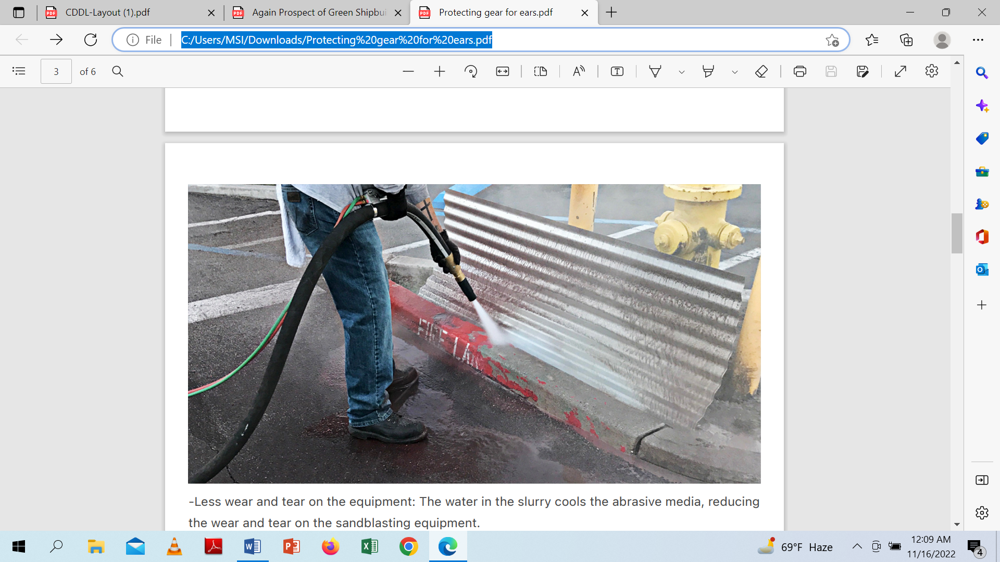 CDDL-Layout (1).pdf
Again Prospect of Green Shipbui
Protecting gear for ears.pdf
File
C:/Users/MSI/Downloads/Protecting%20gear%20for%20ears.pdf
3 of 6
FIRE LAN
-Less wear and tear on the equipment: The water in the slurry cools the abrasive media, reducing
the wear and tear on the sandblasting equipment.
69°F Haze
12:09 AM
11/16/2022
4